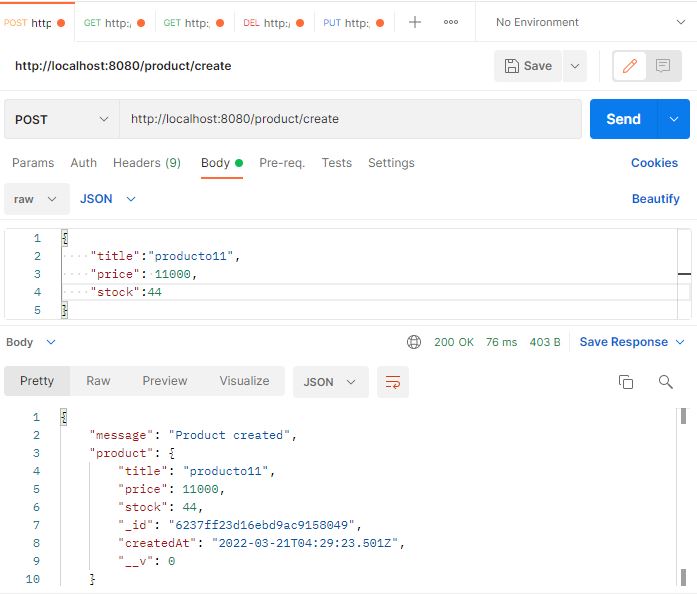 POST http GET http:/ GET http:/ DEL http:/ PUT http: No Environment
http://localhost:8080/product/create Save
POST http://localhost:8080/product/create Send
Params Auth Headers (9) Body Pre-req. Tests Settings Cookies
raw JSON Beautify
1 {
2 "title":"producto11",
3 "price": 11000,
4 "stock":44
5 }
Body 200 OK 76 ms 403 B Save Response
Pretty Raw Preview Visualize JSON
1 {
2 "message": "Product created",
3 "product": {
4 "title": "producto11",
5 "price": 11000,
6 "stock": 44,
7 "_id": "6237ff23d16ebd9ac9158049",
8 "createdAt": "2022-03-21T04:29:23.501Z",
9 "__v": 0
10 }